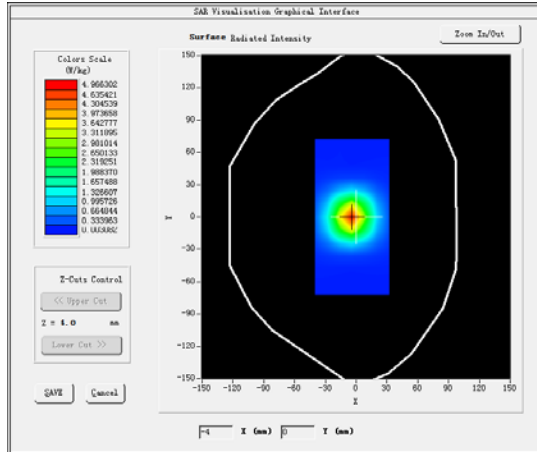 SAR Visualisation Graphical Interface
Surface Radiated Intensity
Zoom In/Out
Colors Scale
(W/kg)
4.966302
4.635421
4.304539
3.973658
3.642777
3.311895
2.981014
2.650133
2.319251
1.988370
1.657488
1.326607
0.995726
0.664844
0.333963
0.003082
150
120
90
60
30
0
-30
-60
-90
-120
-150
Y
-150 -120 -90 -60 -30 0 30 60 90 120 150
X
Z-Cuts Control
<< Upper Cut
Z = 4.0 mm
Lower Cut >>
SAVE Cancel
-4 X (mm) 0 Y (mm)